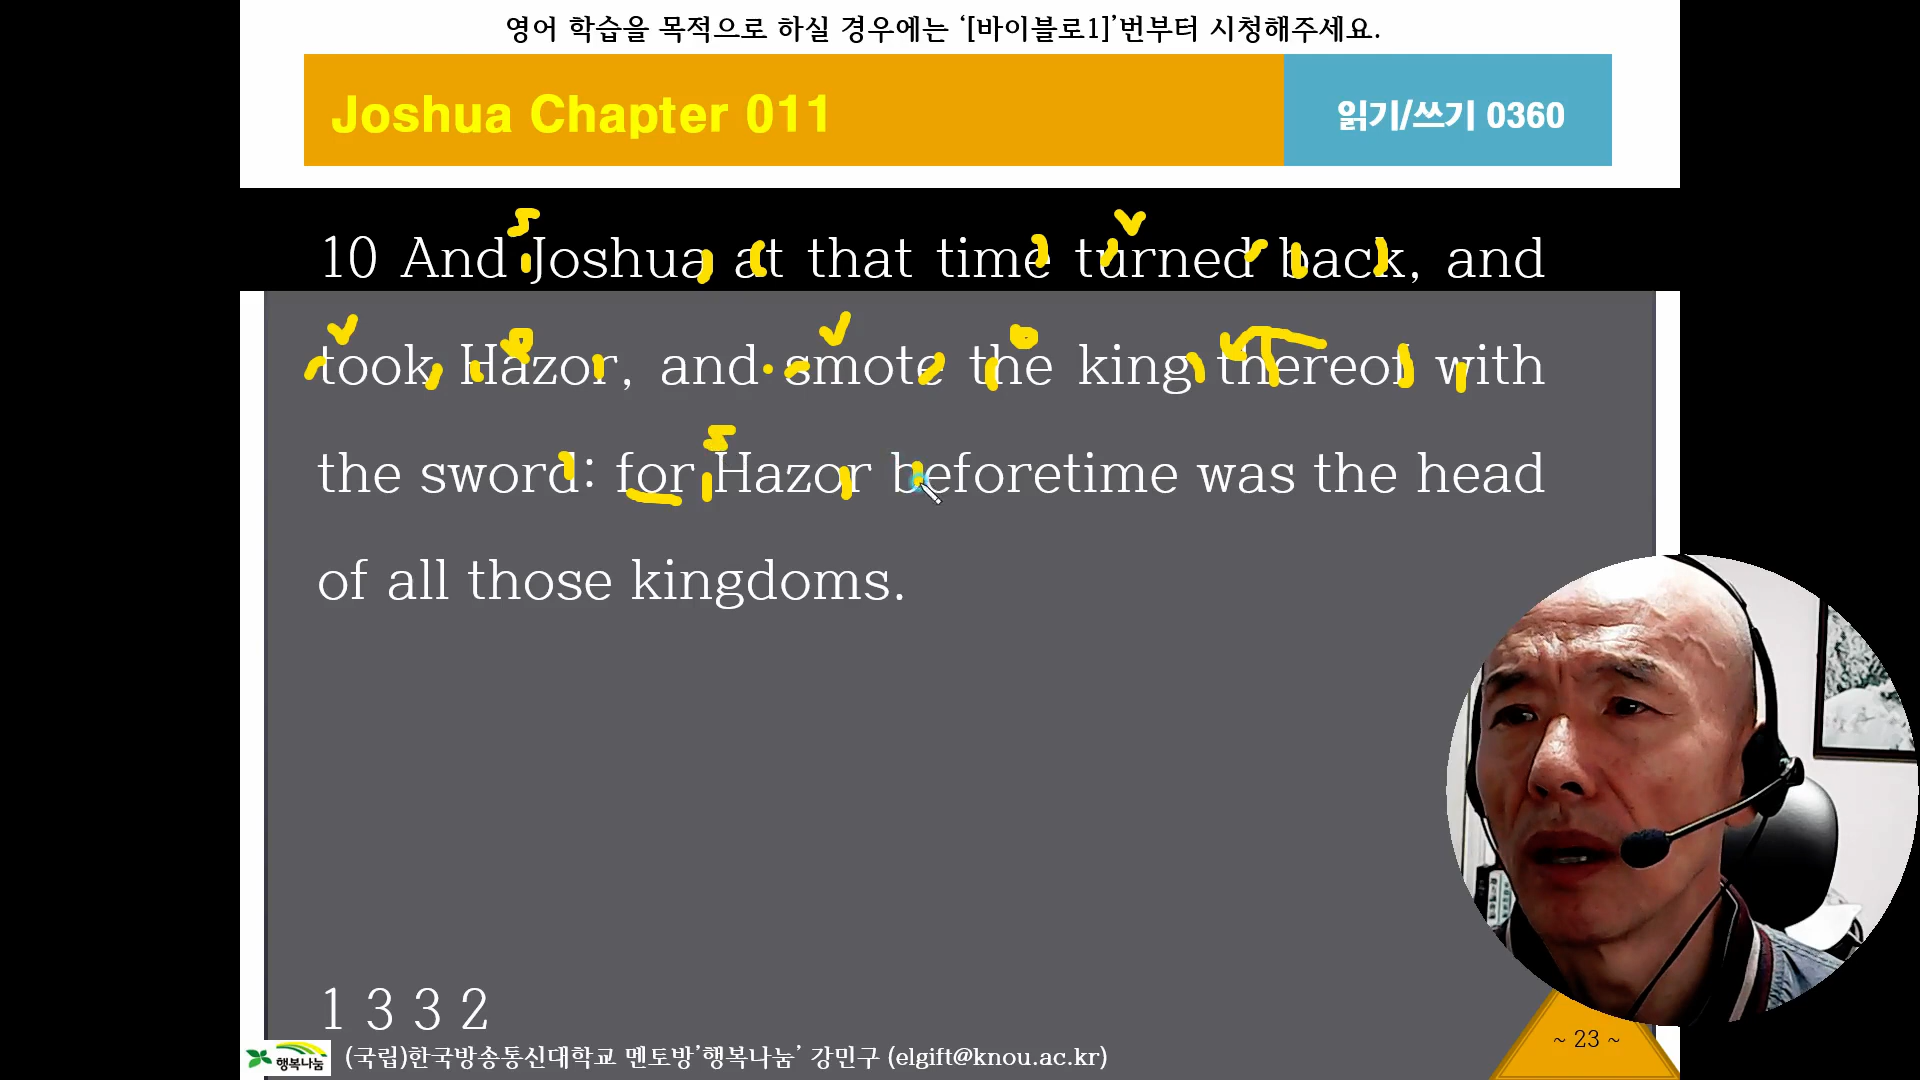 영어 학습을 목적으로 하실 경우에는 ‘[바이블로1]’번부터 시청해주세요.
Joshua Chapter 011
읽기/쓰기 0360
10 And Joshua at that time turned back, and
took Hazor, and smote the king thereof with
the sword: for Hazor beforetime was the head
of all those kingdoms.
1 3 3 2
~ 23 ~
행복나눔
(국립)한국방송통신대학교 멘토방’행복나눔’ 강민구 (elgift@knou.ac.kr)